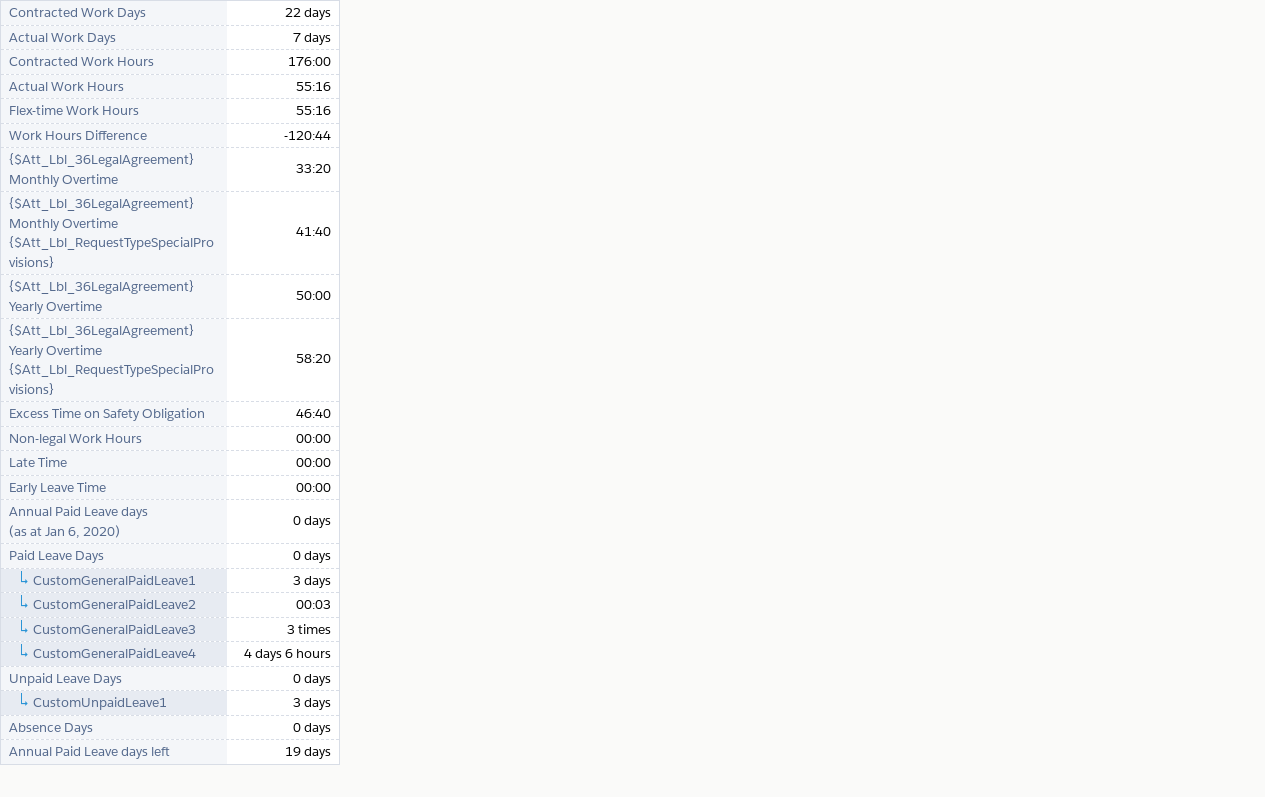 Contracted Work Days 22 days
Actual Work Days 7 days
Contracted Work Hours 176:00
Actual Work Hours 55:16
Flex-time Work Hours 55:16
Work Hours Difference -120:44
{$Att_Lbl_36LegalAgreement}
Monthly Overtime
33:20
{$Att_Lbl_36LegalAgreement}
Monthly Overtime
{$Att_Lbl_RequestTypeSpecialPro
visions}
41:40
{$Att_Lbl_36LegalAgreement}
Yearly Overtime
50:00
{$Att_Lbl_36LegalAgreement}
Yearly Overtime
{$Att_Lbl_RequestTypeSpecialPro
visions}
58:20
Excess Time on Safety Obligation 46:40
Non-legal Work Hours 00:00
Late Time 00:00
Early Leave Time 00:00
Annual Paid Leave days
(as at Jan 6, 2020)
0 days
Paid Leave Days 0 days
CustomGeneralPaidLeave1 3 days
CustomGeneralPaidLeave2 00:03
CustomGeneralPaidLeave3 3 times
CustomGeneralPaidLeave4 4 days 6 hours
Unpaid Leave Days 0 days
CustomUnpaidLeave1 3 days
Absence Days 0 days
Annual Paid Leave days left 19 days